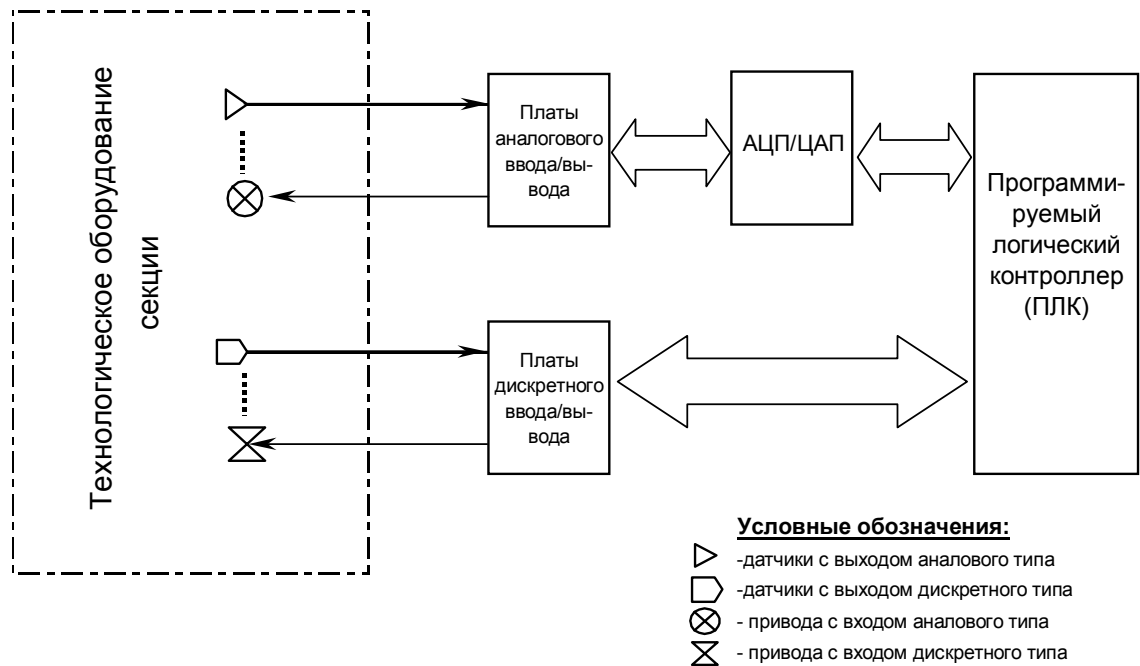 Технологическое оборудование
секции
Платы
аналогового
ввода/вы-
вода
АЦП/ЦАП
Программи-
руемый
логический
контроллер
(ПЛК)
Платы
дискретного
ввода/вы-
вода
Условные обозначения:
-датчики с выходом аналового типа
-датчики с выходом дискретного типа
- привода с входом аналового типа
- привода с входом дискретного типа